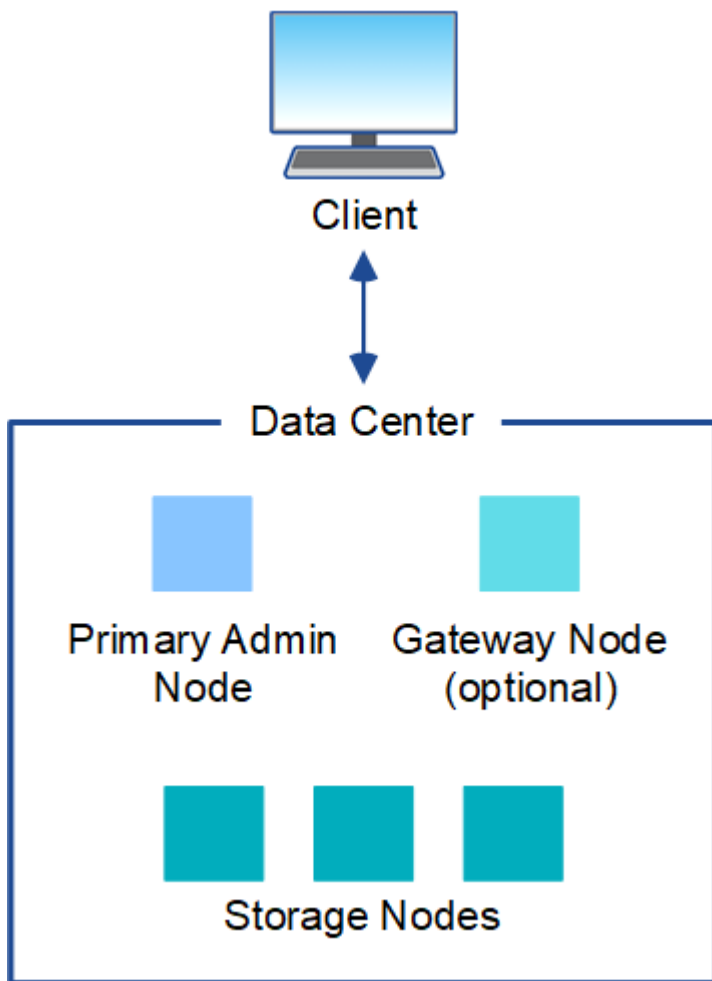 Client
Data Center
Primary Admin
Node
Gateway Node
(optional)
Storage Nodes